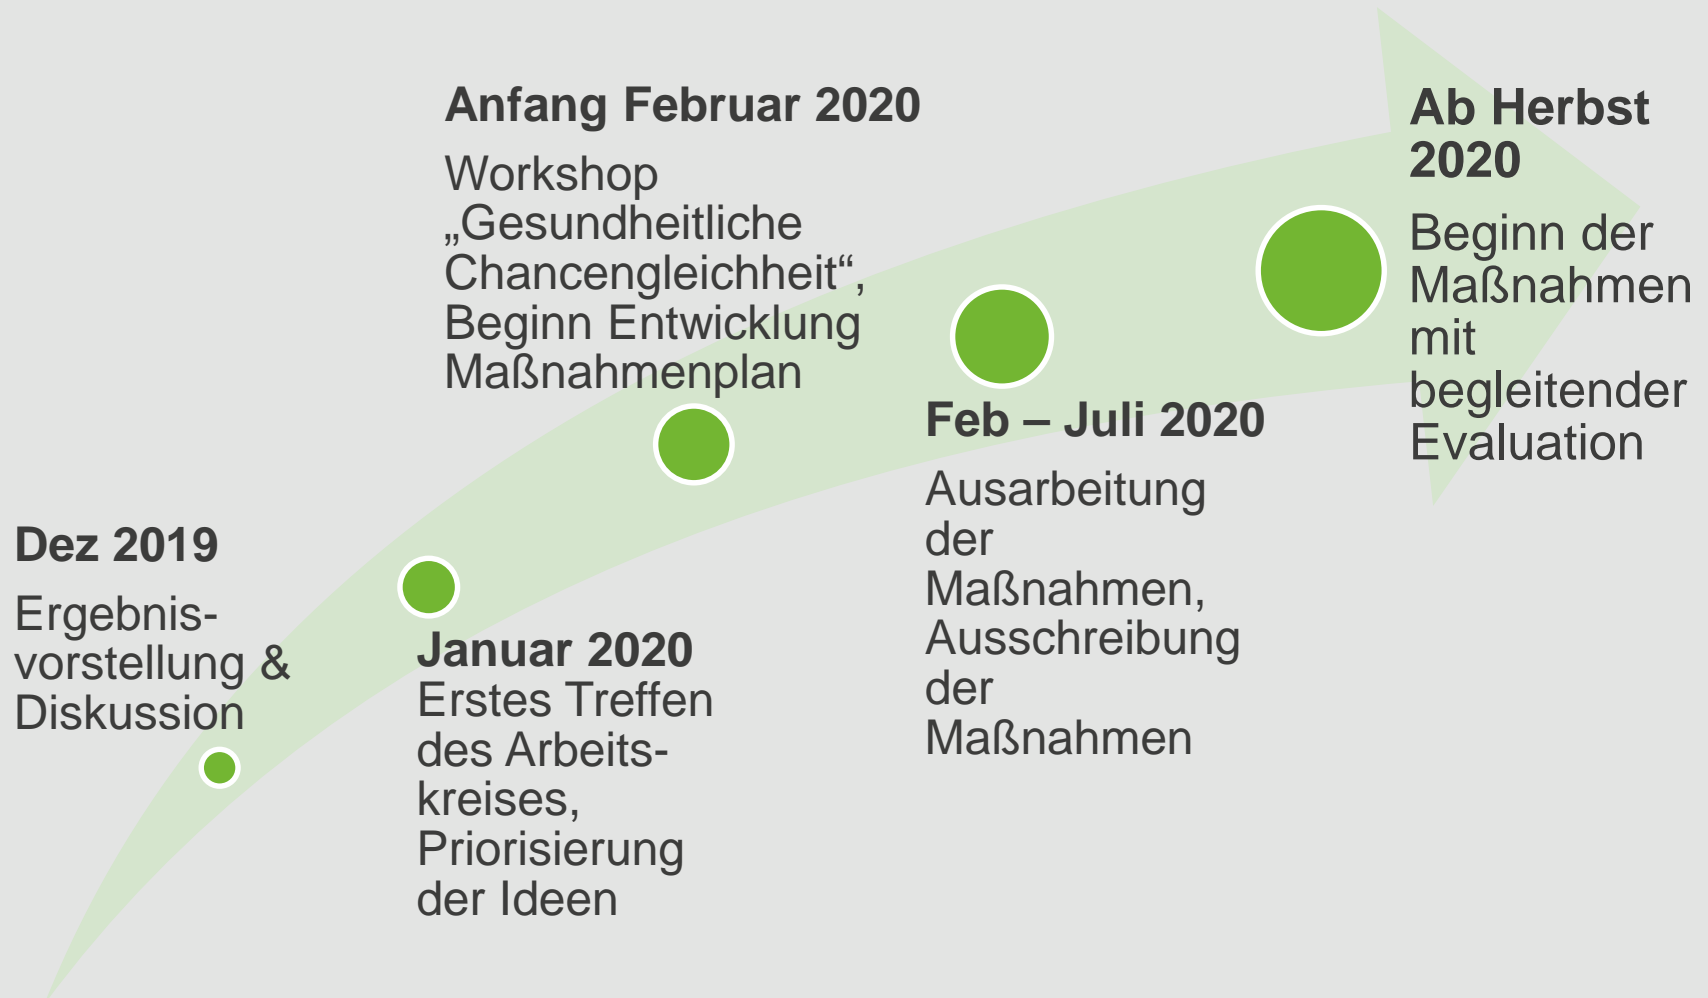 Dez 2019
Ergebnis-
vorstellung &
Diskussion
Januar 2020
Erstes Treffen
des Arbeits-
kreises,
Priorisierung
der Ideen
Anfang Februar 2020
Workshop
„Gesundheitliche
Chancengleichheit“,
Beginn Entwicklung
Maßnahmenplan
Feb – Juli 2020
Ausarbeitung
der
Maßnahmen,
Ausschreibung
der
Maßnahmen
Ab Herbst
2020
Beginn der
Maßnahmen
mit
begleitender
Evaluation